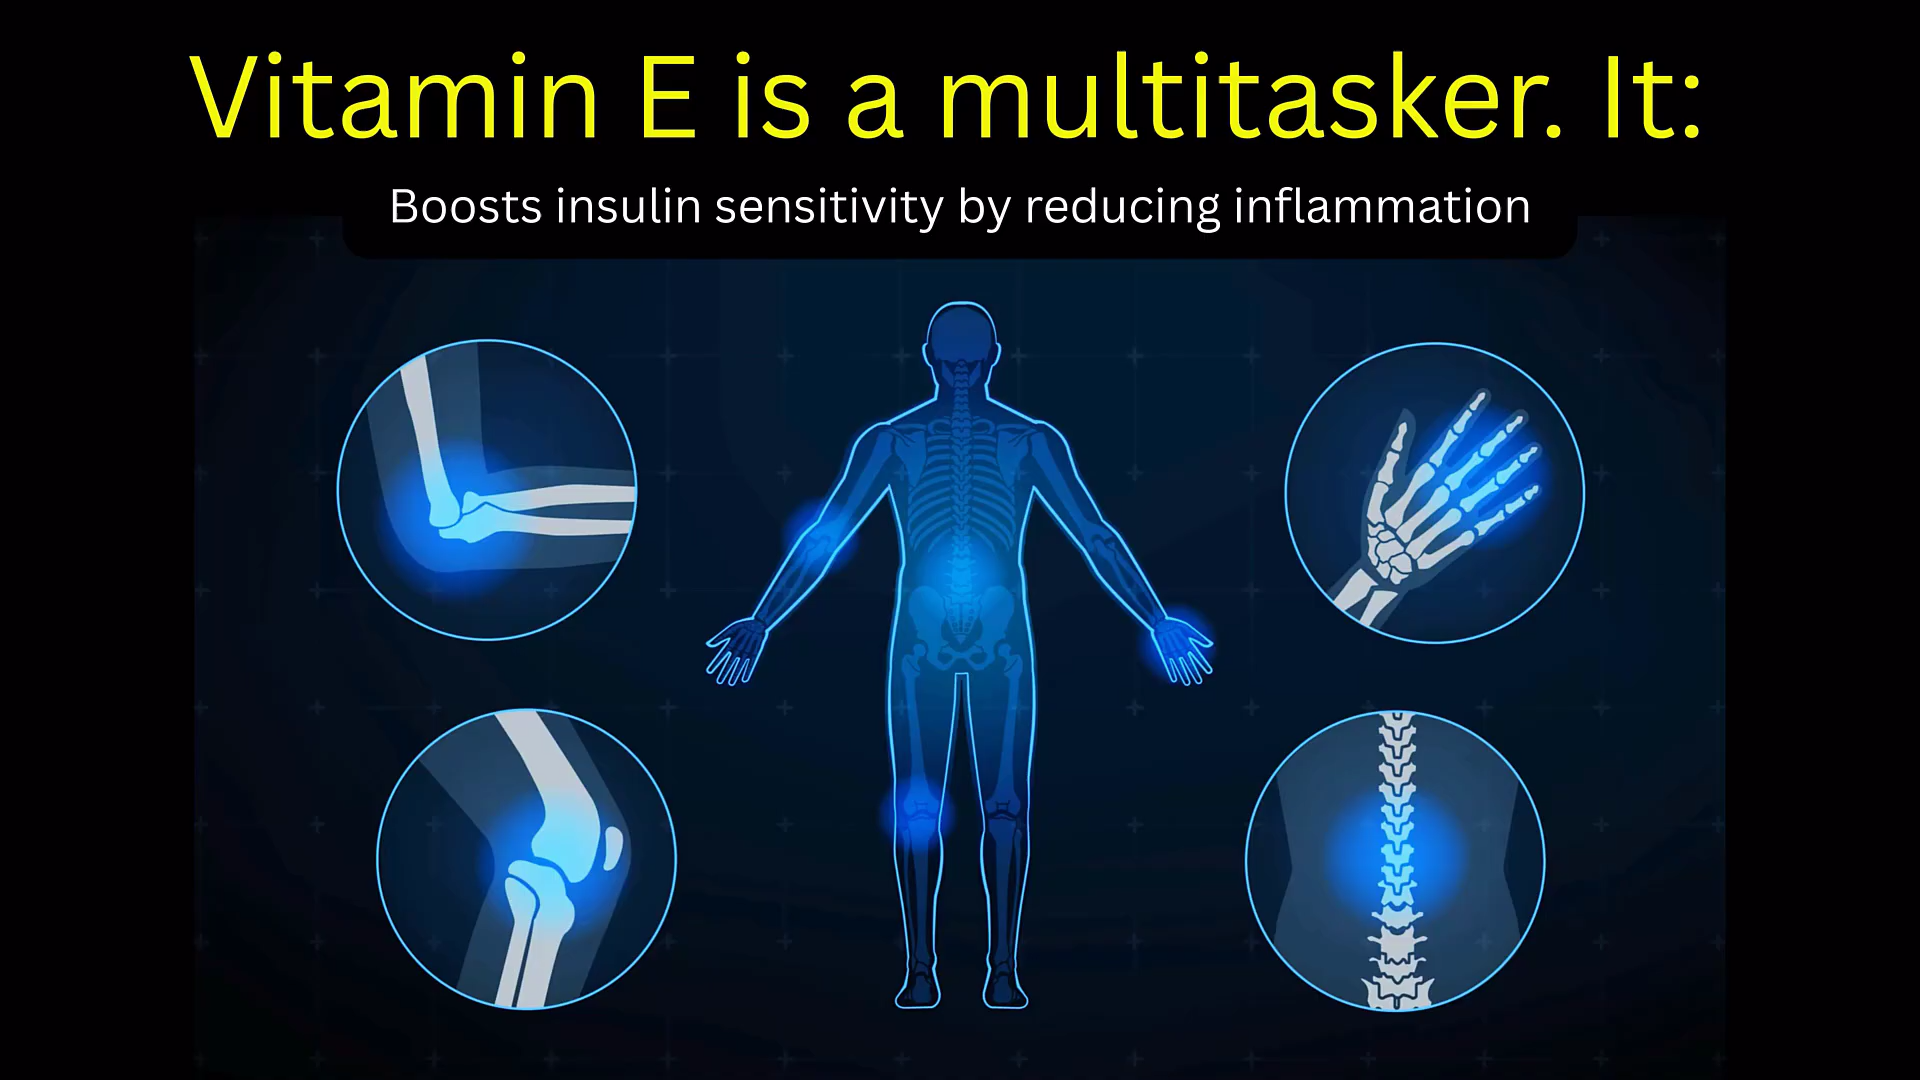 Vitamin E is a multitasker. It:
Boosts insulin sensitivity by reducing inflammation